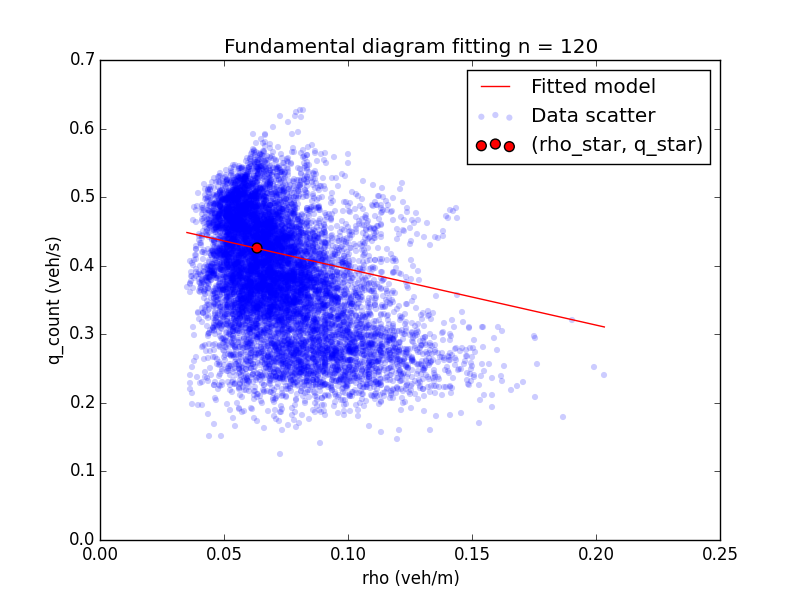 Fundamental diagram fitting n = 120
Fitted model
Data scatter
(rho_star, q_star)
q_count (veh/s)
0.7
0.6
0.5
0.4
0.3
0.2
0.1
0.0
0.00 0.05 0.10 0.15 0.20 0.25
rho (veh/m)